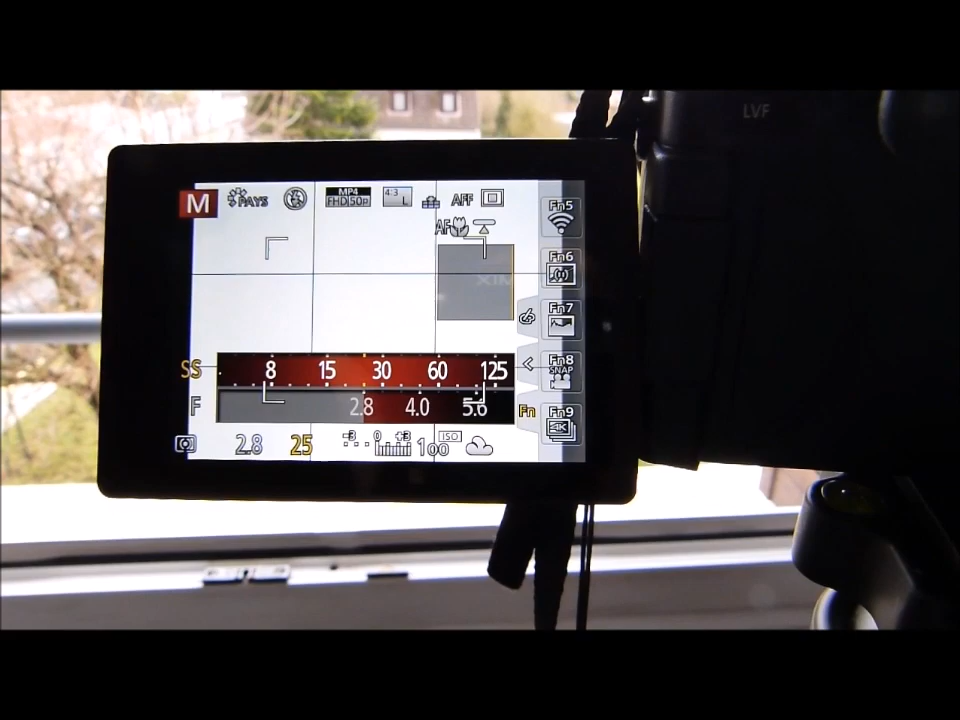 LVF
M PAYS MP4 FHD 50p 4:3 L AFF
AF
Fn5
Fn6
Fn7
Fn8
SNAP
Fn9
4K
SS 8 15 30 60 125
F 2.8 4.0 5.6
Fn
2.8 25 -3 0 +3 100 ISO